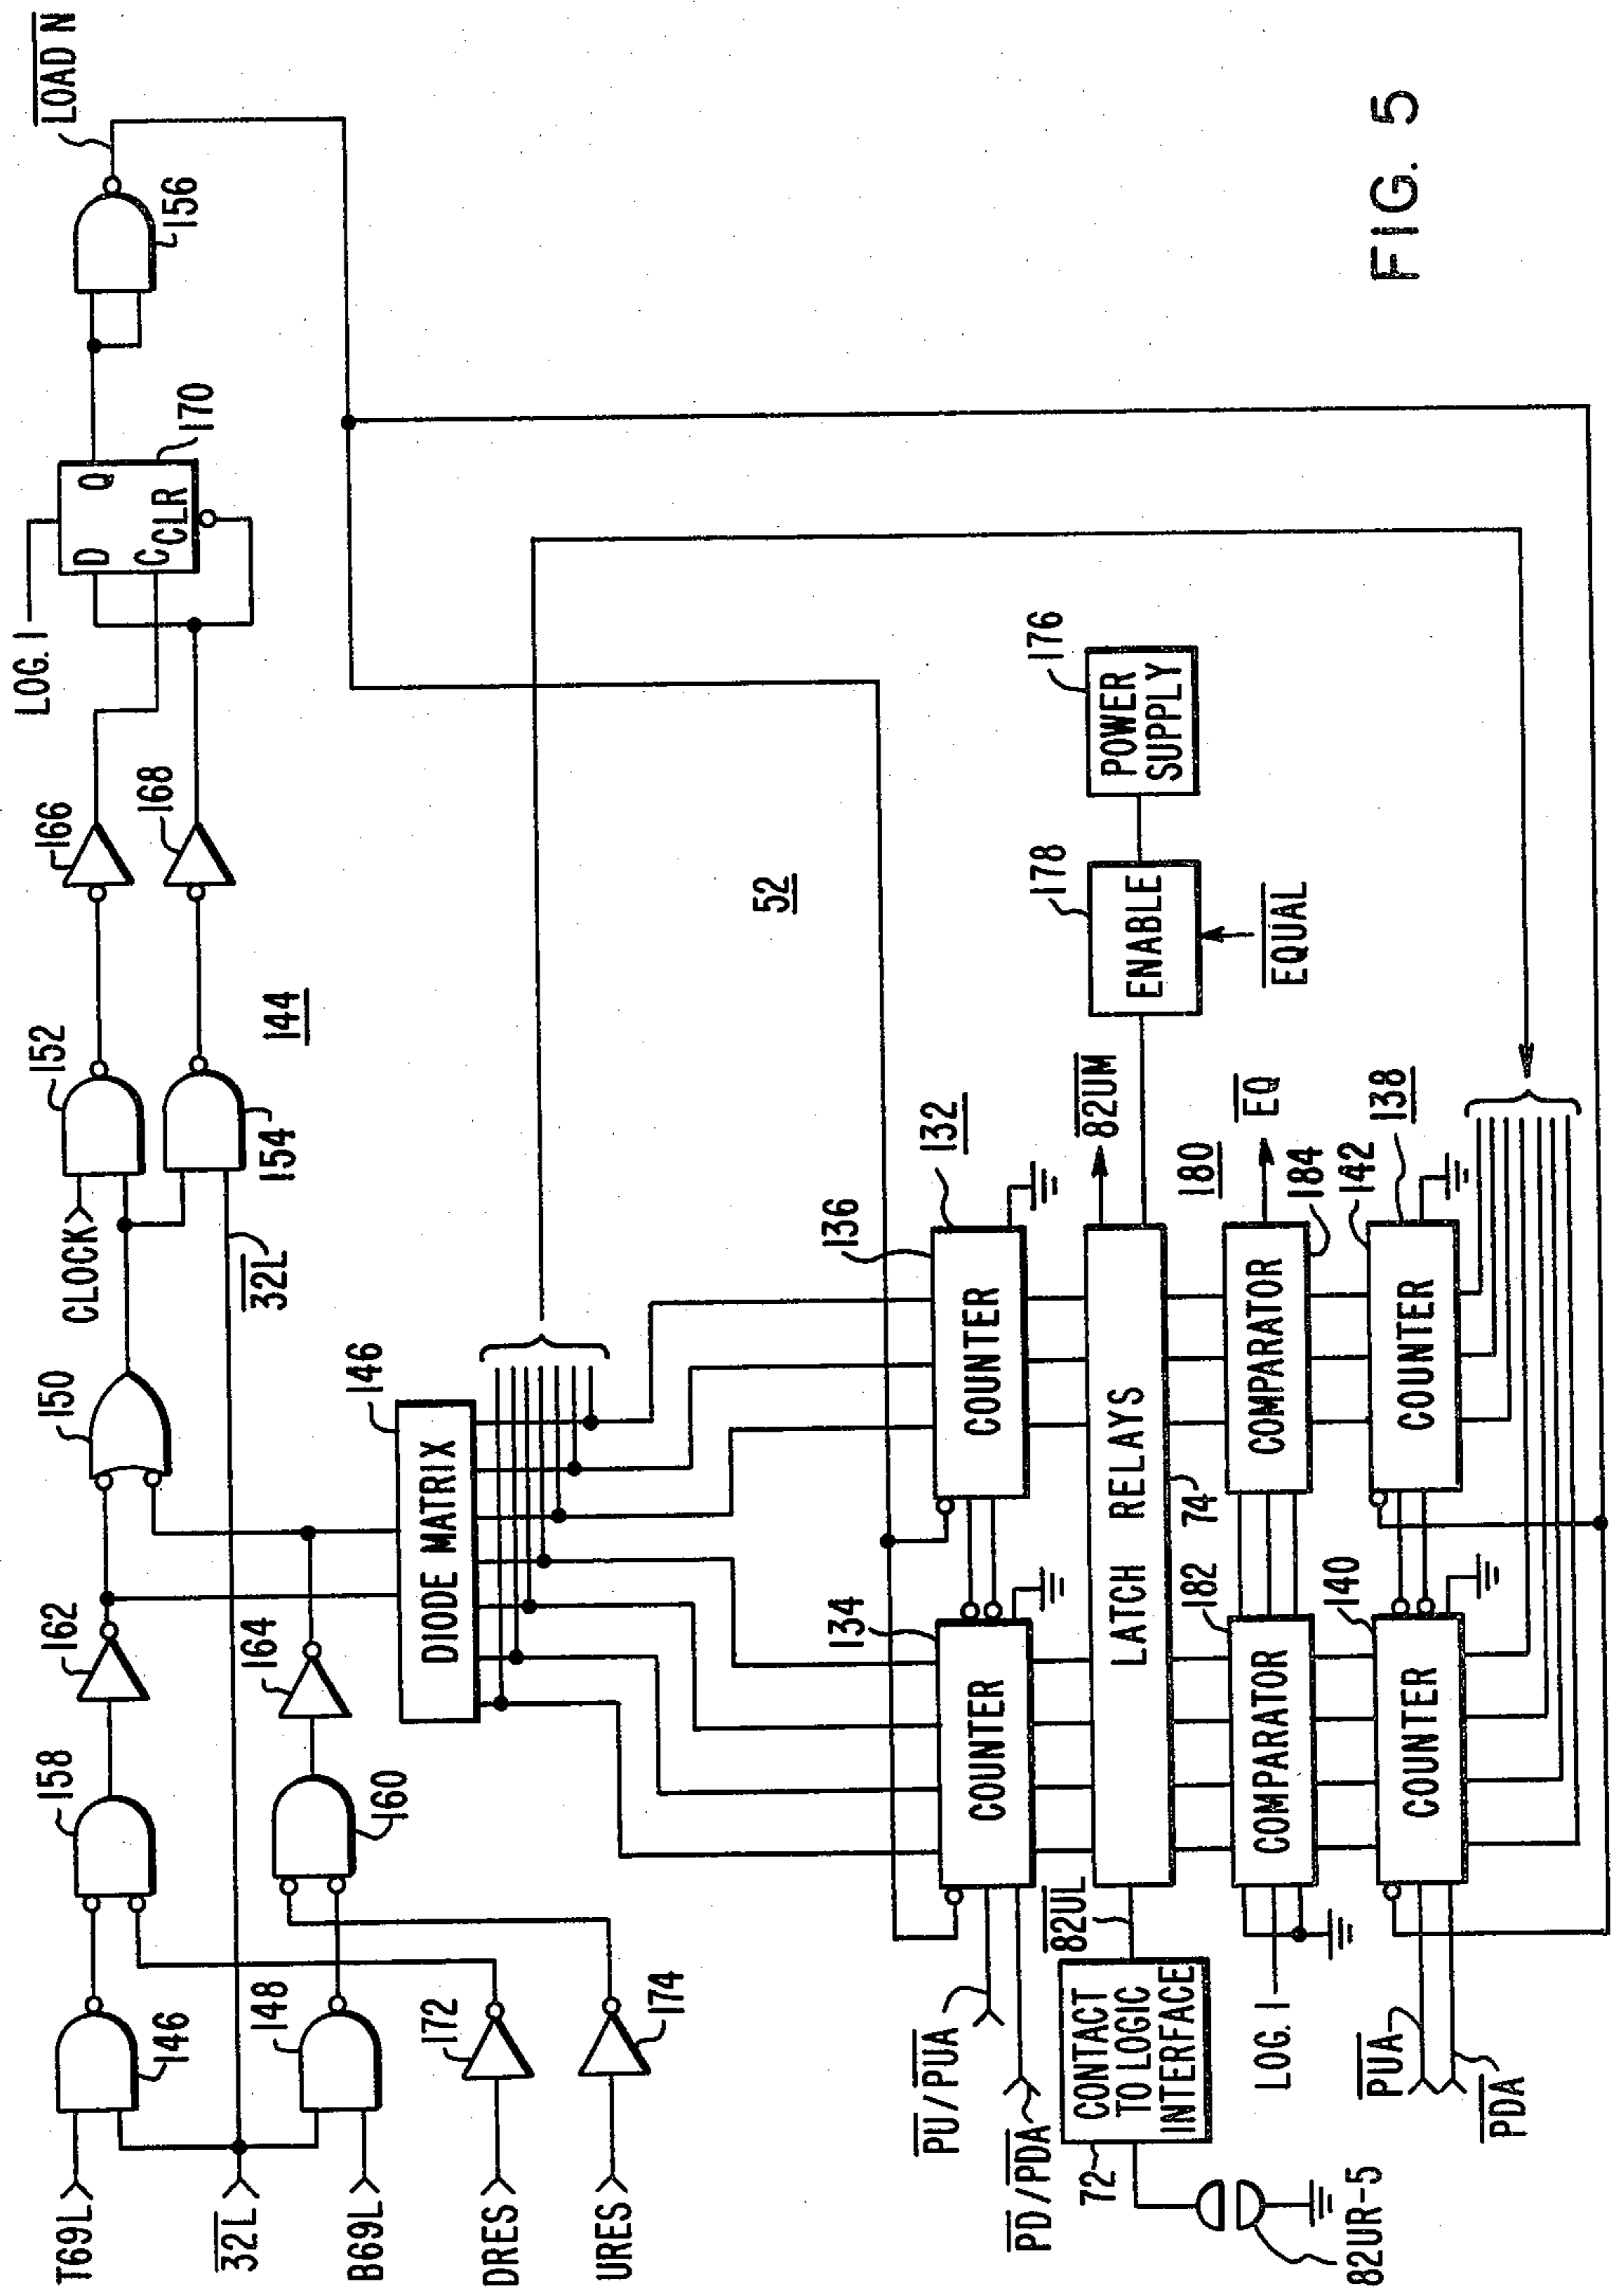 T69L
146
158
162
150
CLOCK
152
166
LOG. 1
D
Q
C
CLR
170
156
LOAD N
32L
148
160
164
32L
154
144
168
B69L
DRES
172
URES
174
146
DIODE MATRIX
52
PU/PUA
PD/PDA
134
COUNTER
136
COUNTER
132
72
CONTACT
TO LOGIC
INTERFACE
82UR-5
82UL
LATCH RELAYS
74
82UM
178
ENABLE
EQUAL
176
POWER
SUPPLY
LOG. 1
182
COMPARATOR
COMPARATOR
184
180
EQ
PUA
PDA
140
COUNTER
COUNTER
142
138
FIG. 5